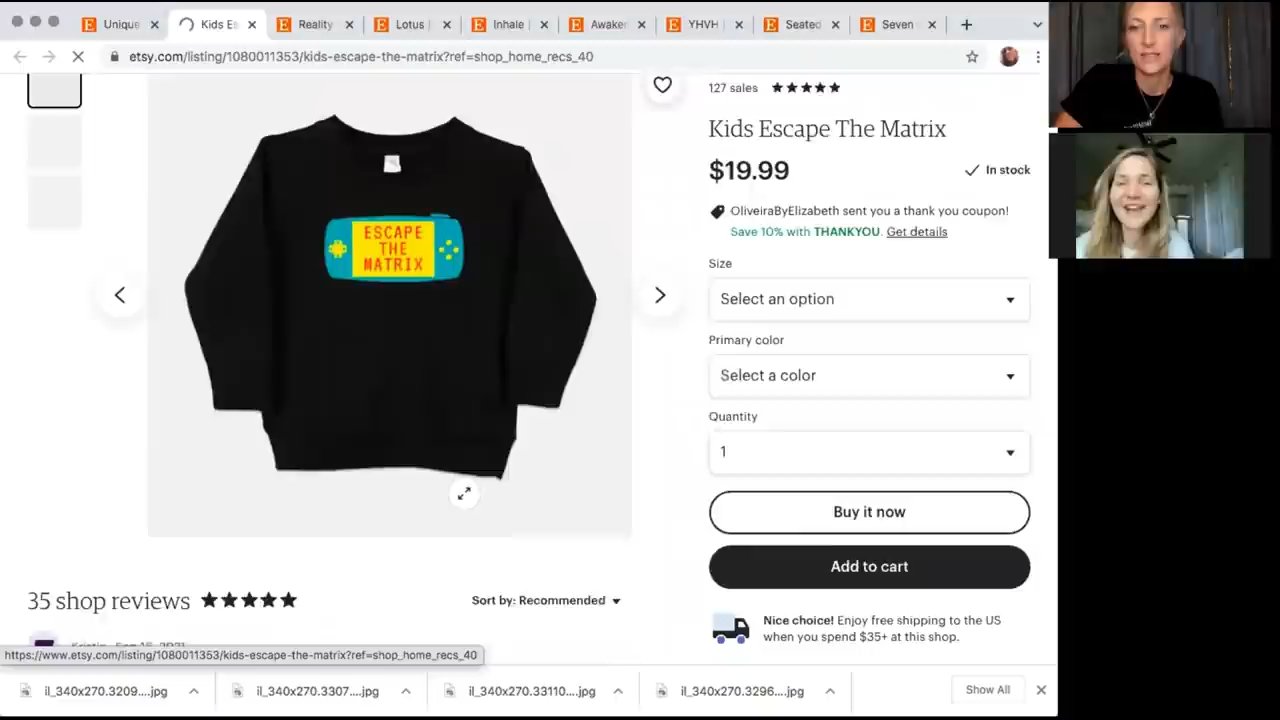 Unique
Kids Es
Reality
Lotus
Inhale
Awaken
YHVH
Seated
Seven
etsy.com/listing/1080011353/kids-escape-the-matrix?ref=shop_home_recs_40
127 sales
Kids Escape The Matrix
$19.99
In stock
OliveiraByElizabeth sent you a thank you coupon!
Save 10% with THANKYOU. Get details
ESCAPE
THE
MATRIX
Size
Select an option
Primary color
Select a color
Quantity
1
Buy it now
Add to cart
Nice choice! Enjoy free shipping to the US
when you spend $35+ at this shop.
35 shop reviews
Sort by: Recommended
https://www.etsy.com/listing/1080011353/kids-escape-the-matrix?ref=shop_home_recs_40
il_340x270.3209....jpg
il_340x270.3307....jpg
il_340x270.33110....jpg
il_340x270.3296....jpg
Show All